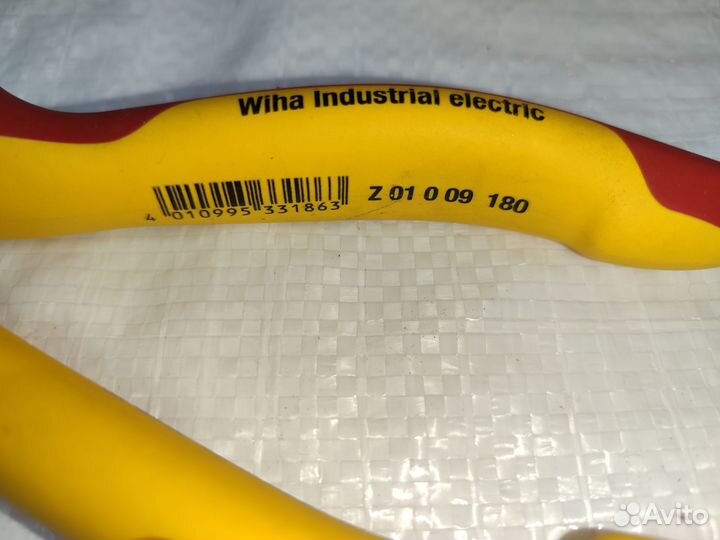 Wiha Industrial electric
4 010995 331863
Z 01 0 09 180
Avito